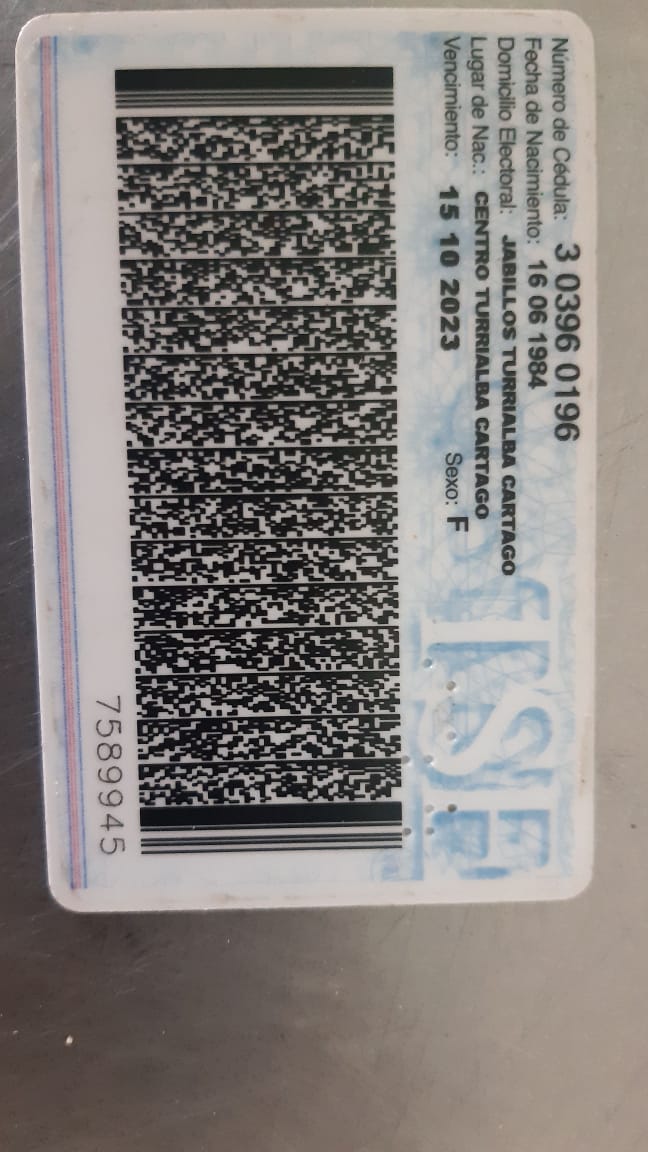 Número de Cédula: 3 0396 0196
Fecha de Nacimiento: 16 06 1984
Domicilio Electoral: JABILLOS TURRIALBA CARTAGO
Lugar de Nac.: CENTRO TURRIALBA CARTAGO
Vencimiento: 15 10 2023 Sexo: F
TSE
7589945